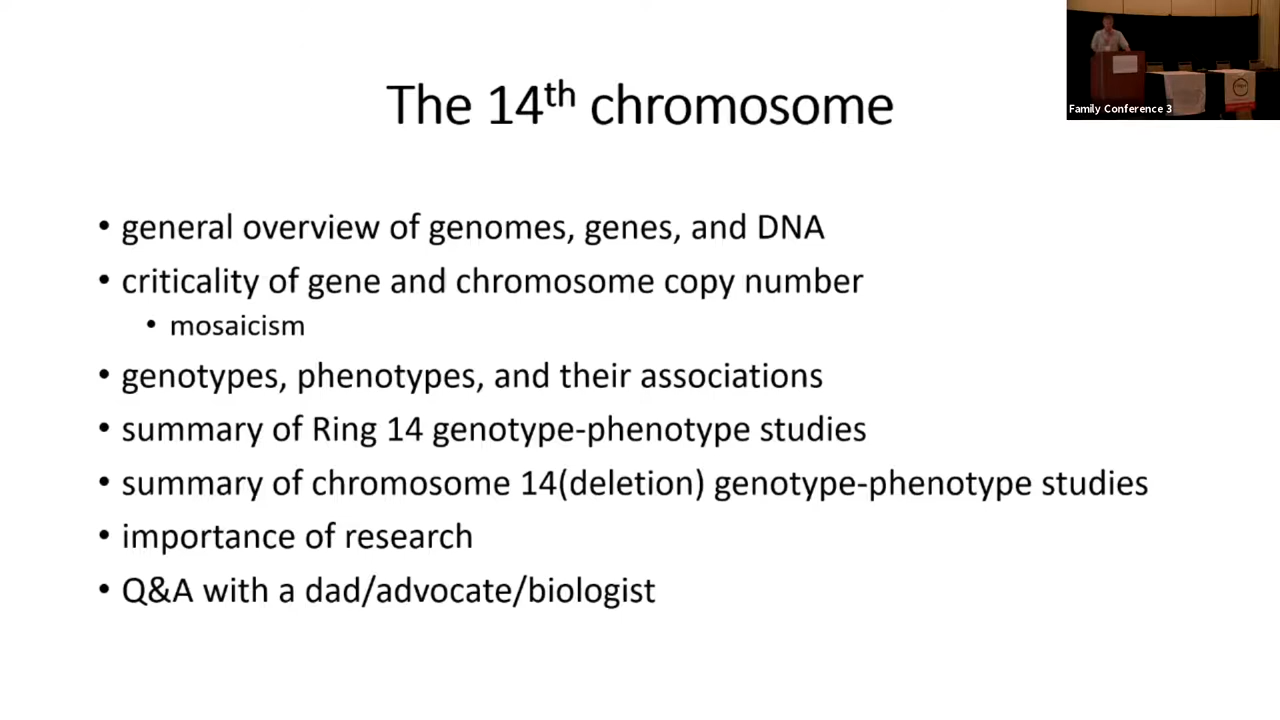 The 14th chromosome
Family Conference 3
• general overview of genomes, genes, and DNA
• criticality of gene and chromosome copy number
• mosaicism
• genotypes, phenotypes, and their associations
• summary of Ring 14 genotype-phenotype studies
• summary of chromosome 14(deletion) genotype-phenotype studies
• importance of research
• Q&A with a dad/advocate/biologist